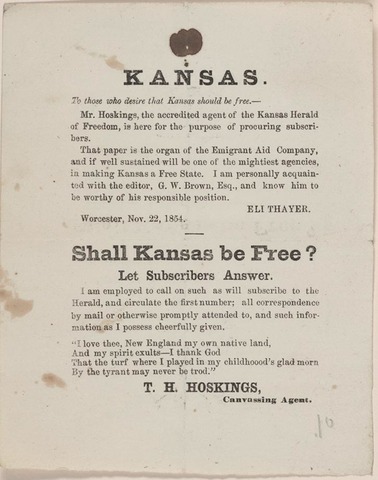 KANSAS.
To those who desire that Kansas should be free.—
Mr. Hoskings, the accredited agent of the Kansas Herald
of Freedom, is here for the purpose of procuring subscri-
bers.
That paper is the organ of the Emigrant Aid Company,
and if well sustained will be one of the mightiest agencies,
in making Kansas a Free State. I am personally acquain-
ted with the editor, G. W. Brown, Esq., and know him to
be worthy of his responsible position.
ELI THAYER.
Worcester, Nov. 22, 1854.
Shall Kansas be Free?
Let Subscribers Answer.
I am employed to call on such as will subscribe to the
Herald, and circulate the first number; all correspondence
by mail or otherwise promptly attended to, and such infor-
mation as I possess cheerfully given.
"I love thee, New England my own native land,
And my spirit exults—I thank God
That the turf where I played in my childhoood's glad morn
By the tyrant may never be trod."
T. H. HOSKINGS,
Canvassing Agent.